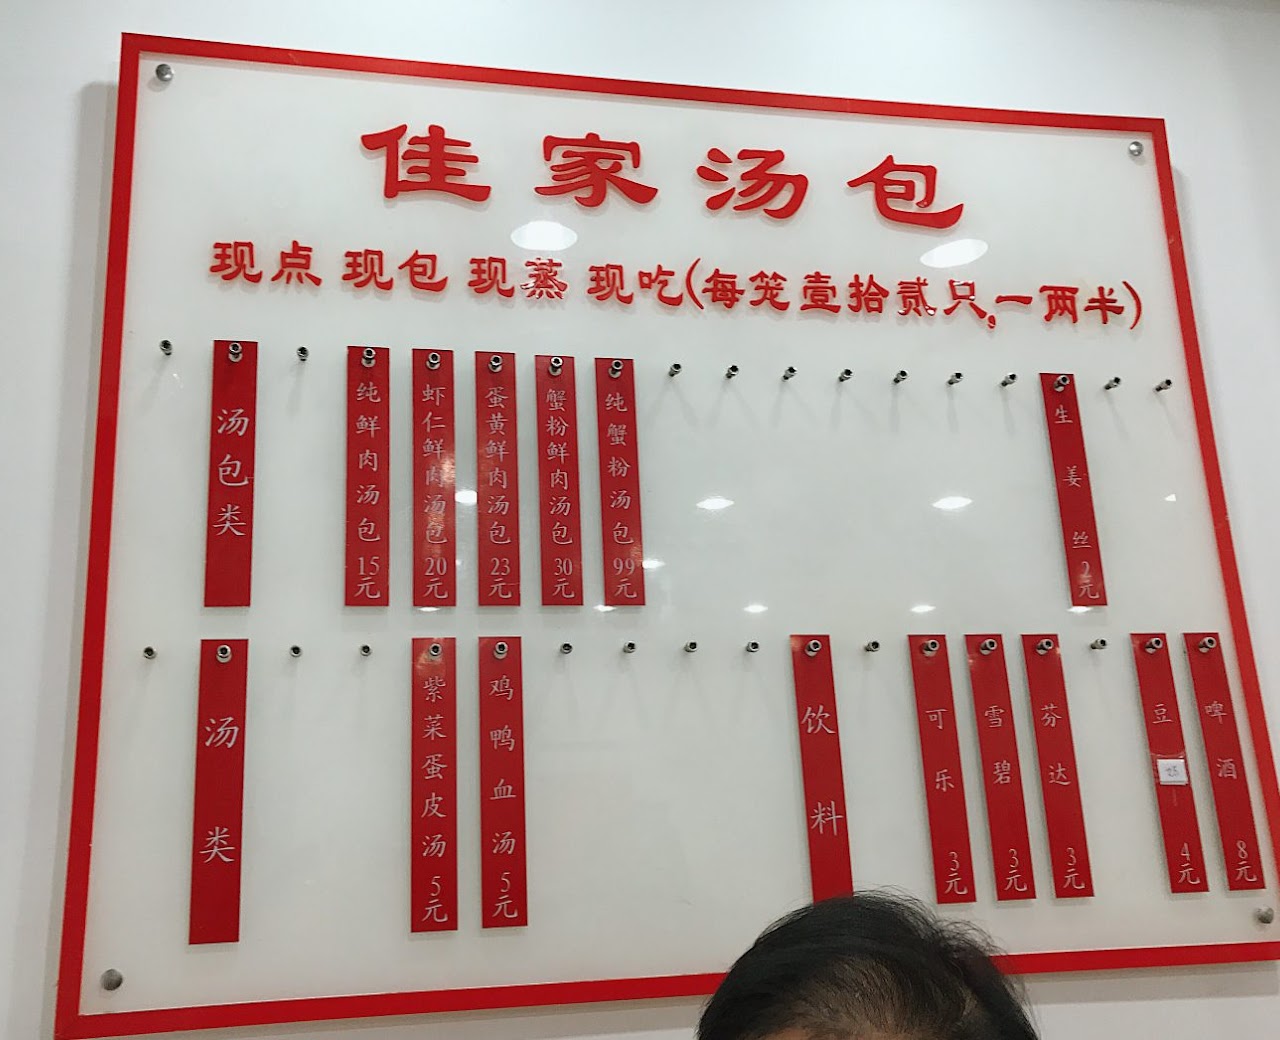 佳家汤包
现点 现包 现蒸 现吃(每笼壹拾贰只,一两半)
汤包类
纯鲜肉汤包 15元
虾仁鲜肉汤包 20元
蛋黄鲜肉汤包 23元
蟹粉鲜肉汤包 30元
纯蟹粉汤包 99元
生姜丝 2元
汤类
紫菜蛋皮汤 5元
鸡鸭血汤 5元
饮料
可乐 3元
雪碧 3元
芬达 3元
豆 4元
啤酒 8元